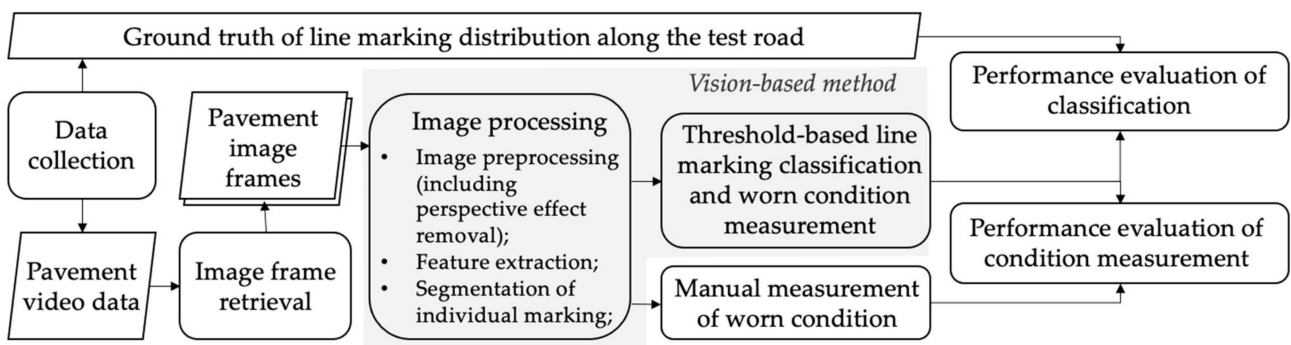 Ground truth of line marking distribution along the test road
Data
collection
Pavement
video data
Image frame
retrieval
Pavement
image
frames
Vision-based method
Image processing
• Image preprocessing
(including
perspective effect
removal);
• Feature extraction;
• Segmentation of
individual marking;
Threshold-based line
marking classification
and worn condition
measurement
Manual measurement
of worn condition
Performance evaluation of
classification
Performance evaluation of
condition measurement